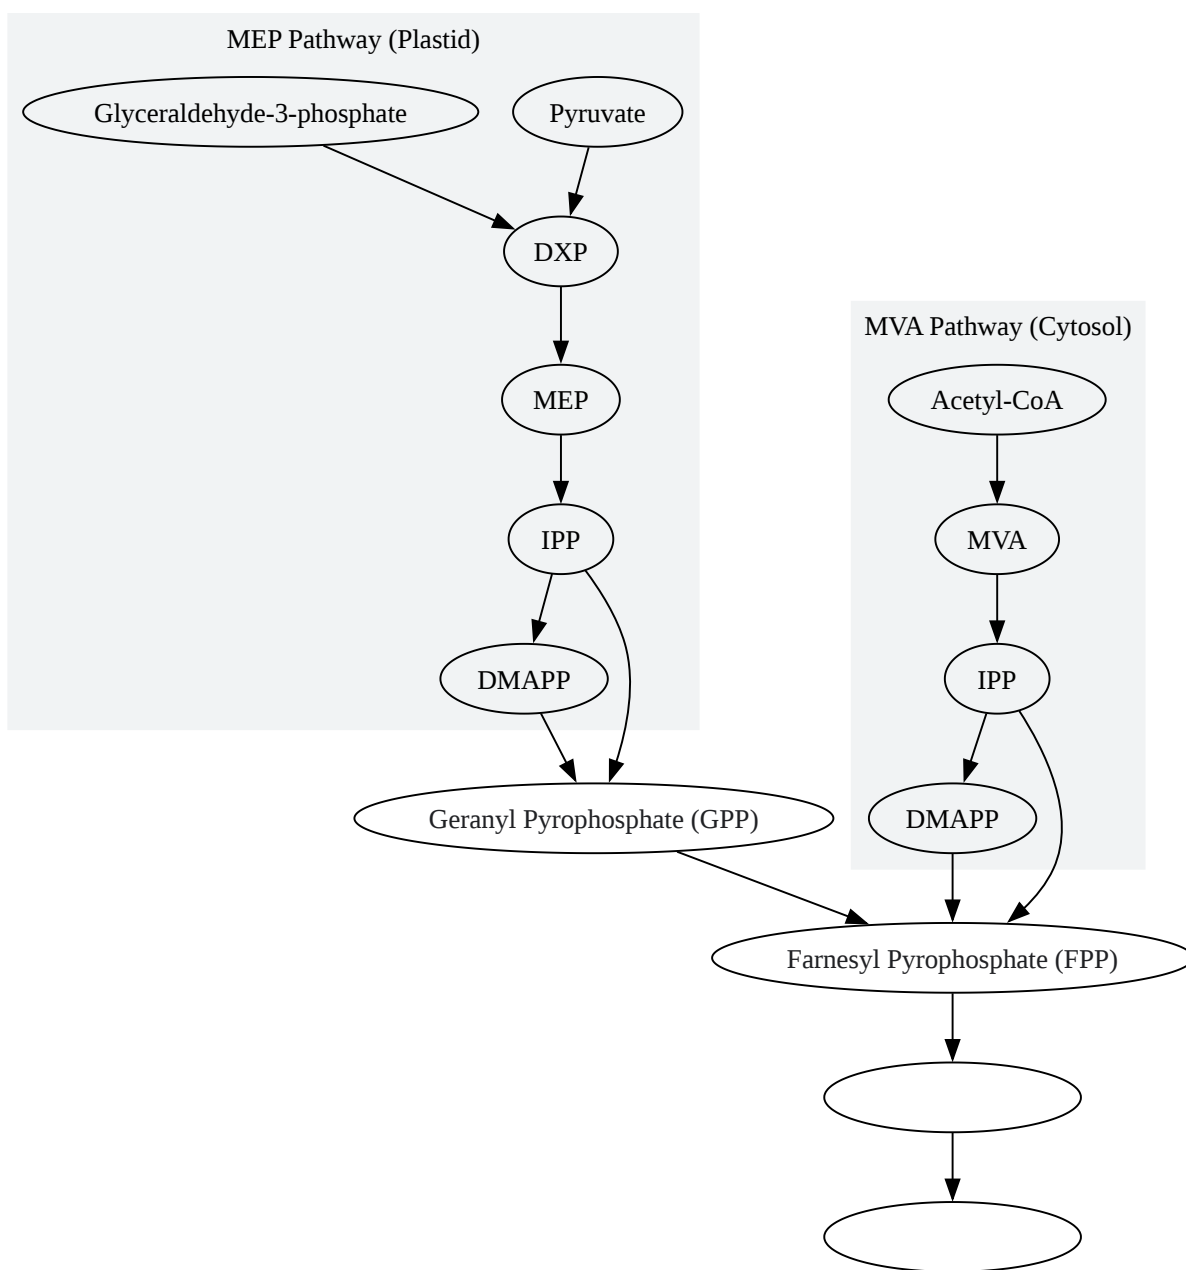 MEP Pathway (Plastid)
Glyceraldehyde-3-phosphate
Pyruvate
DXP
MEP
IPP
DMAPP
MVA Pathway (Cytosol)
Acetyl-CoA
MVA
IPP
DMAPP
Geranyl Pyrophosphate (GPP)
Farnesyl Pyrophosphate (FPP)